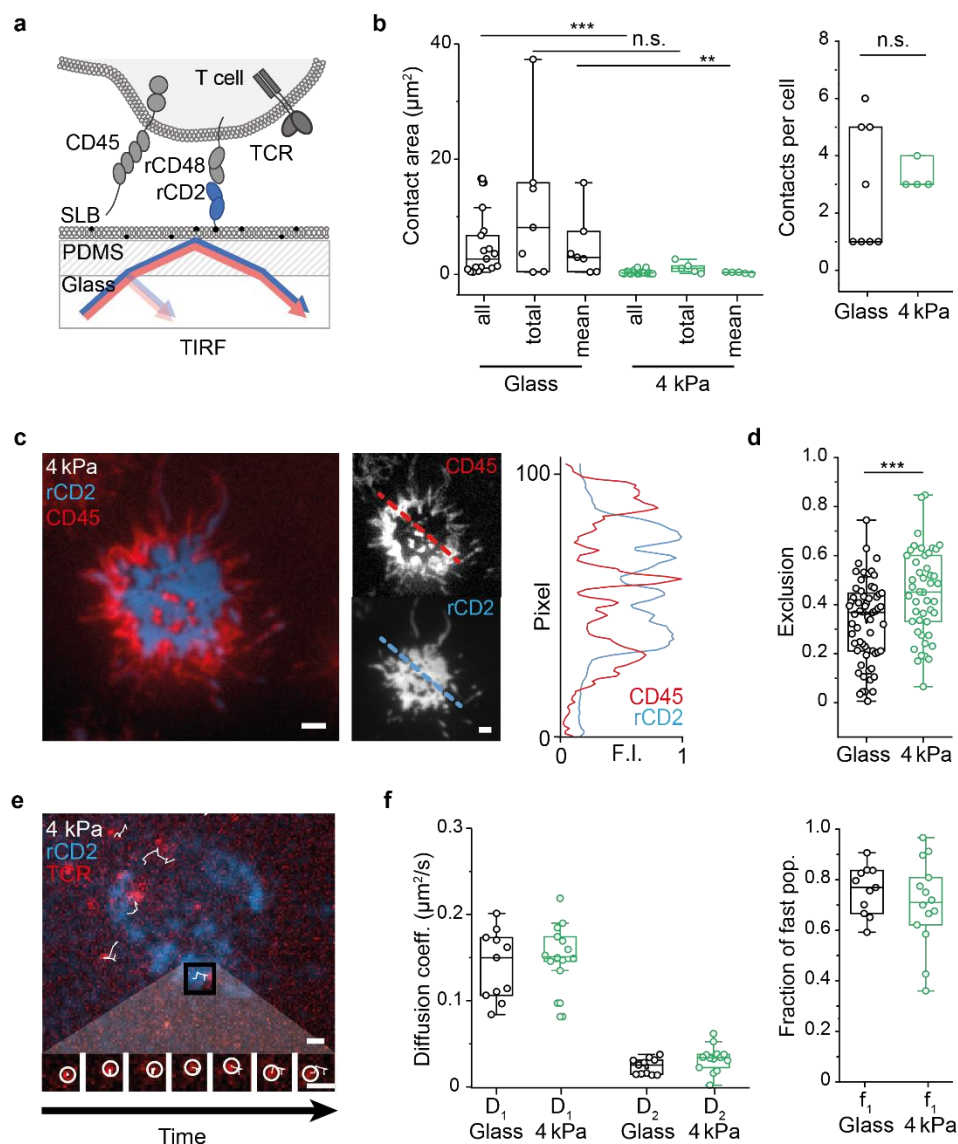 a
T cell
CD45
rCD48
TCR
rCD2
SLB
PDMS
Glass
TIRF
b
Contact area (µm²)
40
20
0
***
n.s.
**
all
total
mean
all
total
mean
Glass
4 kPa
Contacts per cell
8
6
4
2
0
n.s.
Glass
4 kPa
c
4 kPa
rCD2
CD45
CD45
rCD2
Pixel
100
0
CD45
rCD2
0
F.I.
1
d
Exclusion
1.0
0.8
0.6
0.4
0.2
0
***
Glass
4 kPa
e
4 kPa
rCD2
TCR
Time
f
Diffusion coeff. (µm²/s)
0.3
0.2
0.1
0
D₁ D₁ D₂ D₂
Glass 4 kPa Glass 4 kPa
Fraction of fast pop.
1.0
0.8
0.6
0.4
0.2
0
f₁ f₁
Glass 4 kPa